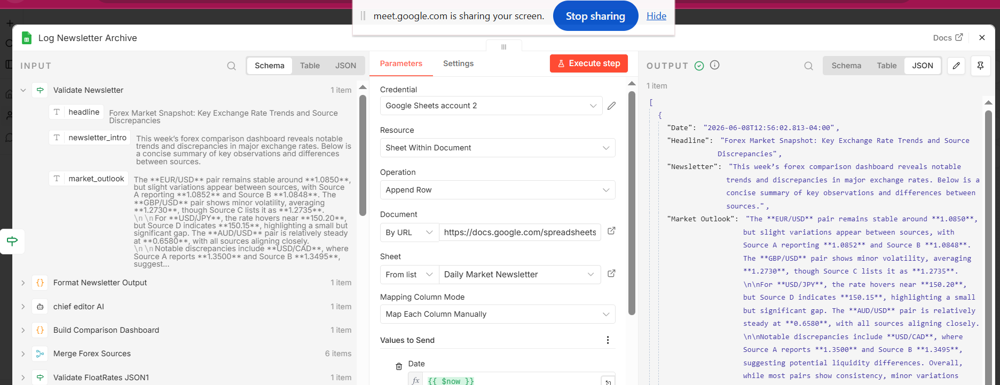 meet.google.com is sharing your screen.
Stop sharing
Hide
Log Newsletter Archive
Docs
INPUT
Schema
Table
JSON
Validate Newsletter
1 item
T headline
Forex Market Snapshot: Key Exchange Rate Trends and Source
Discrepancies
T newsletter_intro
This week’s forex comparison dashboard reveals notable
trends and discrepancies in major exchange rates. Below is
a concise summary of key observations and differences
between sources.
T market_outlook
The **EUR/USD** pair remains stable around **1.0850**,
but slight variations appear between sources, with Source
A reporting **1.0852** and Source B **1.0848**. The
**GBP/USD** pair shows minor volatility, averaging
**1.2730**, though Source C lists it as **1.2735**.
\n\nFor **USD/JPY**, the rate hovers near **150.20**,
but Source D indicates **150.15**, highlighting a small but
significant gap. The **AUD/USD** pair is relatively steady
at **0.6580**, with all sources aligning closely.
\n\nNotable discrepancies include **USD/CAD**, where
Source A reports **1.3500** and Source B **1.3495**,
suggest...
{} Format Newsletter Output
1 item
chief editor AI
1 item
{} Build Comparison Dashboard
1 item
Merge Forex Sources
6 items
Validate FloatRates JSON1
1 item
Parameters
Settings
Execute step
Credential
Google Sheets account 2
Resource
Sheet Within Document
Operation
Append Row
Document
By URL
https://docs.google.com/spreadsheets
Sheet
From list
Daily Market Newsletter
Mapping Column Mode
Map Each Column Manually
Values to Send
Date
fx {{ $now }}
OUTPUT
Schema
Table
JSON
1 item
[
{
"Date": "2026-06-08T12:56:02.813-04:00",
"Headline": "Forex Market Snapshot: Key Exchange Rate Trends and Source
Discrepancies",
"Newsletter": "This week’s forex comparison dashboard reveals notable
trends and discrepancies in major exchange rates. Below is a
concise summary of key observations and differences between
sources.",
"Market Outlook": "The **EUR/USD** pair remains stable around **1.0850**,
but slight variations appear between sources, with
Source A reporting **1.0852** and Source B **1.0848**.
The **GBP/USD** pair shows minor volatility, averaging
**1.2730**, though Source C lists it as **1.2735**.
\n\nFor **USD/JPY**, the rate hovers near **150.20**,
but Source D indicates **150.15**, highlighting a small
but significant gap. The **AUD/USD** pair is relatively
steady at **0.6580**, with all sources aligning closely.
\n\nNotable discrepancies include **USD/CAD**, where
Source A reports **1.3500** and Source B **1.3495**,
suggesting potential liquidity differences. Overall,
while most pairs show consistency, minor variations